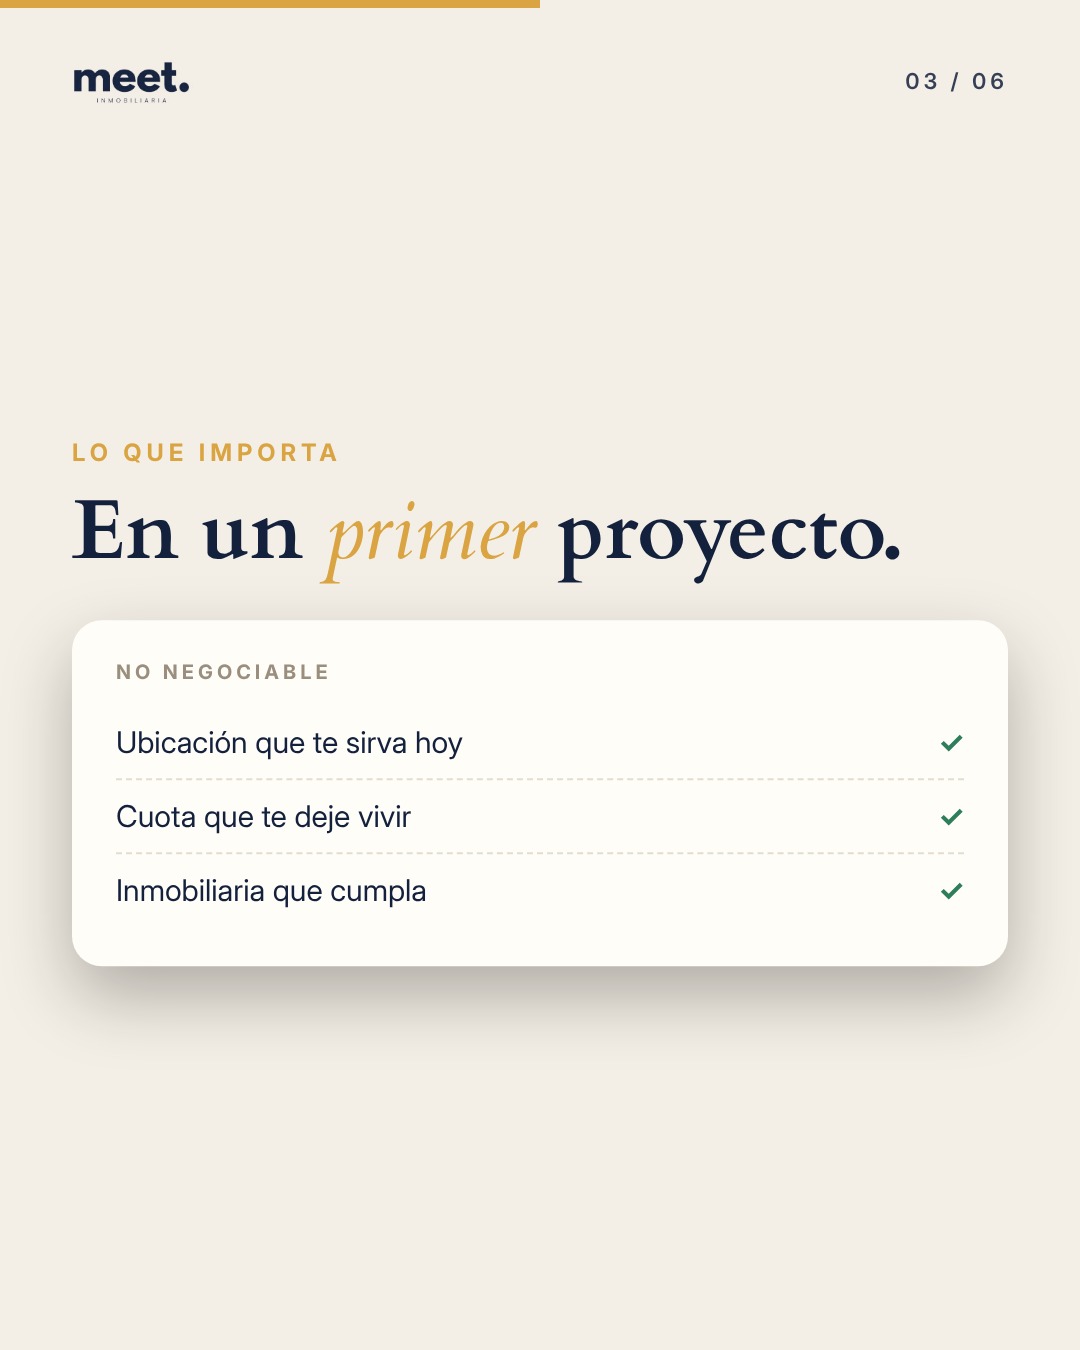 meet.
INMOBILIARIA
03 / 06
LO QUE IMPORTA
En un primer proyecto.
NO NEGOCIABLE
Ubicación que te sirva hoy
Cuota que te deje vivir
Inmobiliaria que cumpla